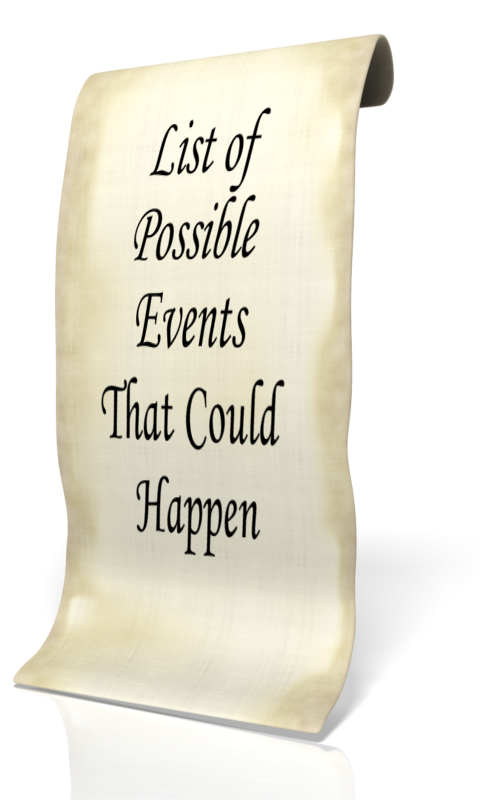 List of
Possible
Events
That Could
Happen